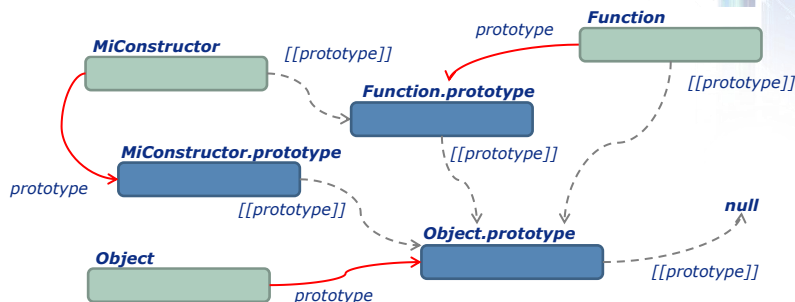 Function
prototype
MiConstructor
[[prototype]]
[[prototype]]
Function.prototype
MiConstructor.prototype
[[prototype]]
prototype
[[prototype]]
null
Object.prototype
Object
[[prototype]]
prototype